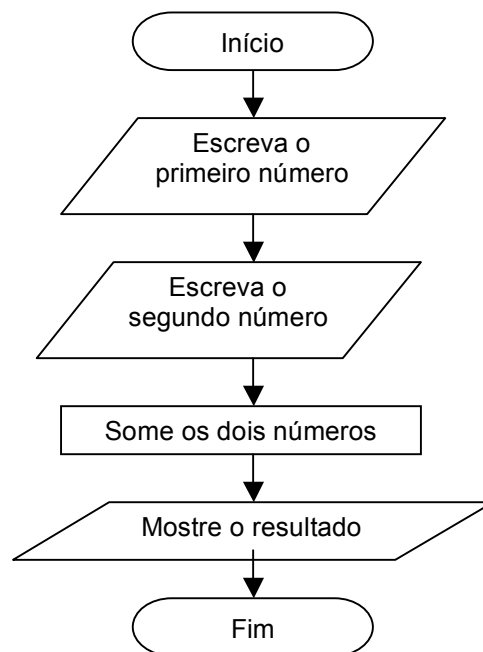 Início
Escreva o
primeiro número
Escreva o
segundo número
Some os dois números
Mostre o resultado
Fim